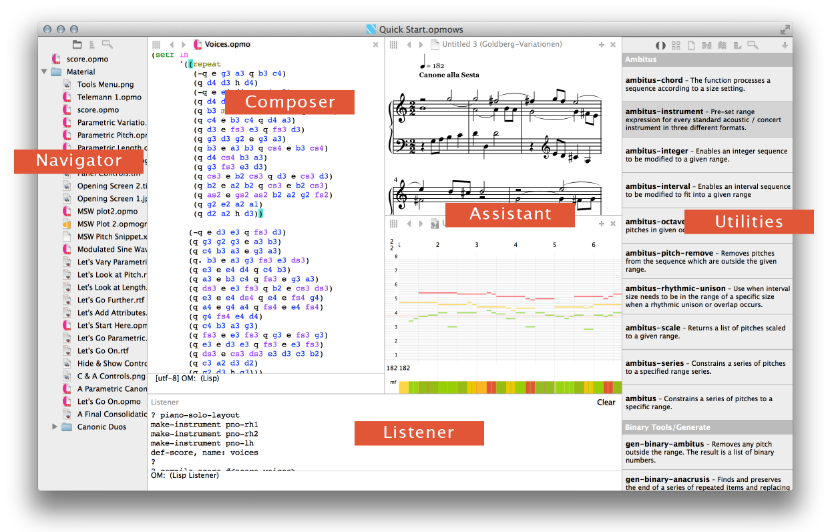 Quick Start.opmows
score.opmo
Material
Tools Menu.png
Telemann 1.opmo
score.opmo
Parametric Variatio.
Parametric Pitch.opr
Parametric Length.c
Navigator
Opening Screen 2.ti
Opening Screen 1.jp
MSW plot2.opmo
MSW Plot 2.opmogr
MSW Pitch Snippet.x
Modulated Sine Wav
Let's Vary Parametri
Let's Look at Pitch.r
Let's Look at Length.
Let's Go Further.rtf
Let's Add Attributes.
Let's Start Here.opm
Let's Go Parametric.
Let's Go On.rtf
Hide & Show Contro
C & A Controls.png
A Parametric Canon
Let's Go On.opmo
A Final Consolidatio
Canonic Duos
Voices.opmo
(setf in
'((repeat
(-q e g3 a3 q b3 c4)
(q d4 d3 h d4)
Composer
(q c4 e b3 c4 q d4 a3)
(q d3 e fs3 e3 q fs3 d3)
(q g3 d3 g2 e g3 a3)
(q b3 e a3 b3 q cs4 e b3 cs4)
(q d4 cs4 b3 a3)
(q g3 fs3 e3 d3)
(q cs3 e b2 cs3 q d3 e cs3 d3)
(q b2 e a2 b2 q cs3 e b2 cs3)
(q as2 e gs2 as2 b2 a2 g2 fs2)
(q g2 e2 a2 a1)
(q d2 a2 h d3))
(-q e d3 e3 q fs3 d3)
(q g3 g2 g3 e a3 b3)
(q c4 b3 a3 e g3 a3)
(q. b3 e a3 g3 fs3 e3 ds3)
(q e3 e e4 d4 q c4 b3)
(q a3 e b3 c4 q fs3 e g3 a3)
(q ds3 e e3 fs3 q b2 e cs3 ds3)
(q e3 e e4 ds4 q e4 e fs4 g4)
(q a4 e g4 a4 q fs4 e e4 fs4)
(q g4 fs4 e4 d4)
(q c4 b3 a3 g3)
(q fs3 e e3 fs3 q g3 e fs3 g3)
(q e3 e d3 e3 q fs3 e e3 fs3)
(q ds3 e cs3 ds3 e3 d3 c3 b2)
(q c3 a2 d3 d2)
[utf-8] OM: (Lisp)
Untitled 3 (Goldberg-Variationen)
= 182
Canone alla Sesta
4
Assistant
2
2
1
2
3
4
5
6
8
7
6
5
4
3
2
1
182 182
mf
Ambitus
ambitus-chord - The function processes a
sequence according to a size setting.
ambitus-instrument - Pre-set range
expression for every standard acoustic / concert
instrument in three different formats.
ambitus-integer - Enables an integer sequence
to be modified to a given range.
ambitus-interval - Enables an interval sequence
to be modified to fit into a given range
ambitus-octave
pitches in given oc
Utilities
ambitus-pitch-remove - Removes pitches
from the sequence which are outside the given
range.
ambitus-rhythmic-unison - Use when interval
size needs to be in the range of a specific size
when a rhythmic unison or overlap occurs.
ambitus-scale - Returns a list of pitches scaled
to a given range.
ambitus-series - Constrains a series of pitches
to a specified range series.
ambitus - Constrains a series of pitches to a
specific range.
Binary Tools/Generate
gen-binary-ambitus - Removes any pitch
outside the range. The result is a list of binary
numbers.
gen-binary-anacrusis - Finds and preserves
the end of a series of repeated items and replacing
Listener
Clear
? piano-solo-layout
make-instrument pno-rh1
make-instrument pno-rh2
make-instrument pno-lh
def-score, name: voices
?
Listener
OM: (Lisp Listener)